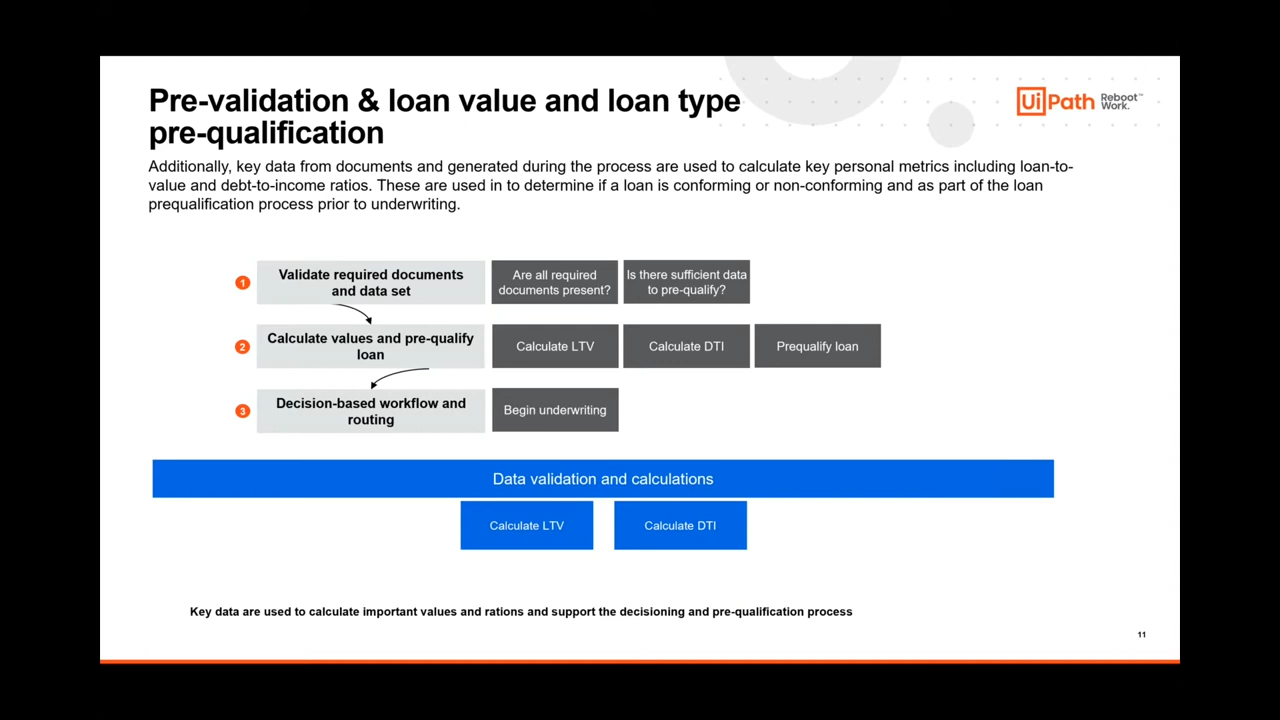 Pre-validation & loan value and loan type
pre-qualification
UiPath Reboot Work.™
Additionally, key data from documents and generated during the process are used to calculate key personal metrics including loan-to-
value and debt-to-income ratios. These are used in to determine if a loan is conforming or non-conforming and as part of the loan
prequalification process prior to underwriting.
1
Validate required documents
and data set
Are all required
documents present?
Is there sufficient data
to pre-qualify?
2
Calculate values and pre-qualify
loan
Calculate LTV
Calculate DTI
Prequalify loan
3
Decision-based workflow and
routing
Begin underwriting
Data validation and calculations
Calculate LTV
Calculate DTI
Key data are used to calculate important values and rations and support the decisioning and pre-qualification process
11